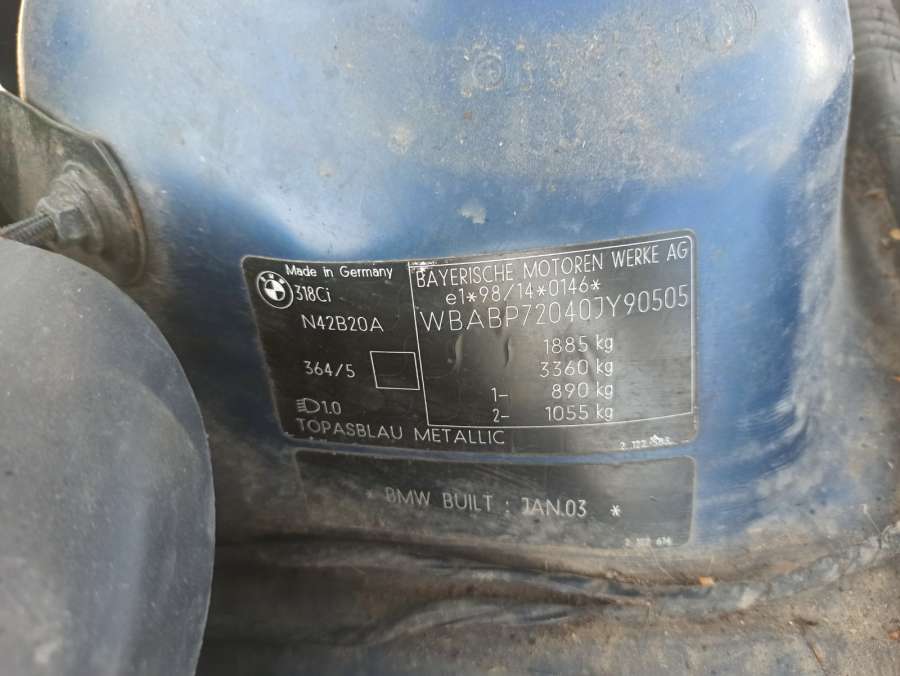 Made in Germany
BMW
318Ci
N42B20A
364/5
1.0
TOPASBLAU METALLIC
BAYERISCHE MOTOREN WERKE AG
e1*98/14*0146*
WBABP72040JY90505
1885 kg
3360 kg
1- 890 kg
2- 1055 kg
BMW BUILT : JAN.03 *